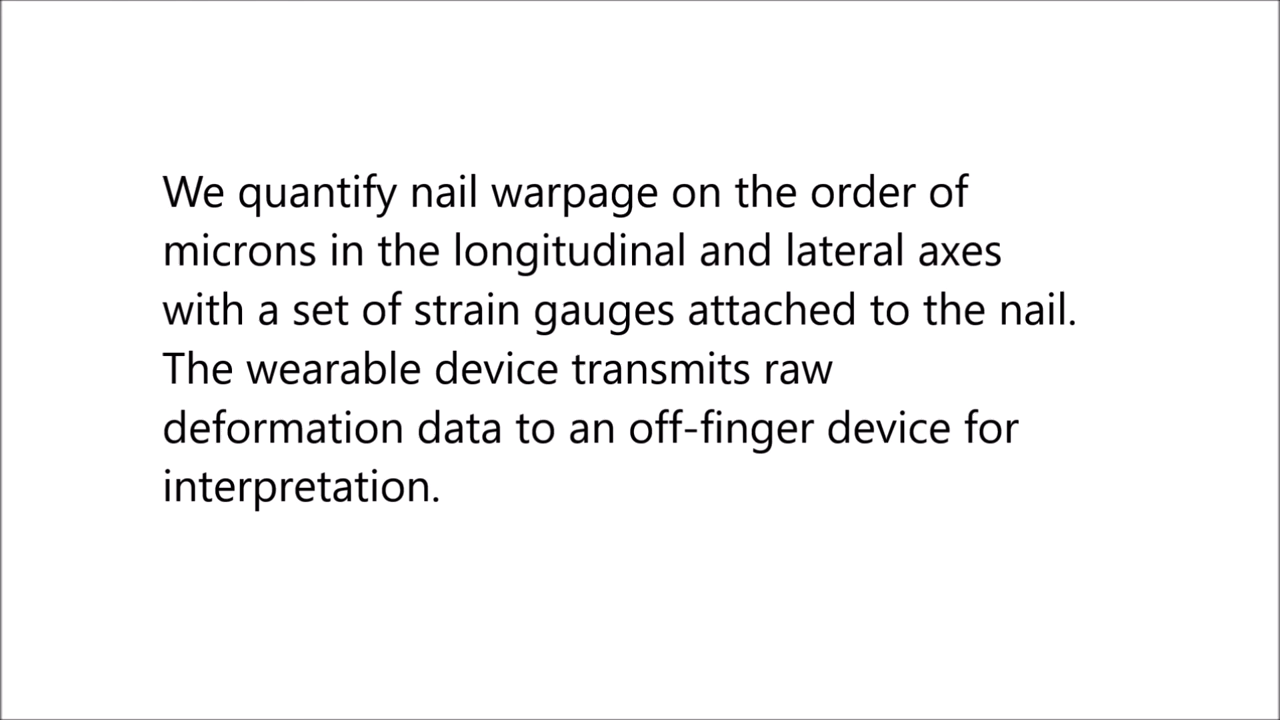 We quantify nail warpage on the order of
microns in the longitudinal and lateral axes
with a set of strain gauges attached to the nail.
The wearable device transmits raw
deformation data to an off-finger device for
interpretation.